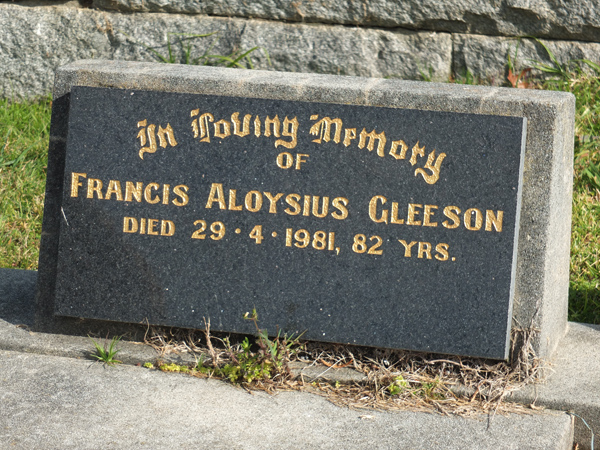 In Loving Memory
OF
FRANCIS ALOYSIUS GLEESON
DIED 29·4·1981, 82 YRS.